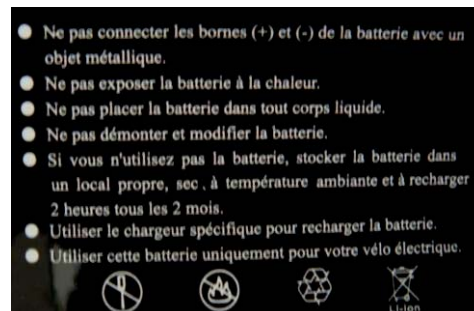 Ne pas connecter les bornes (+) et (-) de la batterie avec un
objet métallique.
Ne pas exposer la batterie à la chaleur.
Ne pas placer la batterie dans tout corps liquide.
Ne pas démonter et modifier la batterie.
Si vous n'utilisez pas la batterie, stocker la batterie dans
un local propre, sec , à température ambiante et à recharger
2 heures tous les 2 mois.
Utiliser le chargeur spécifique pour recharger la batterie.
Utiliser cette batterie uniquement pour votre vélo électrique.
Li-ion